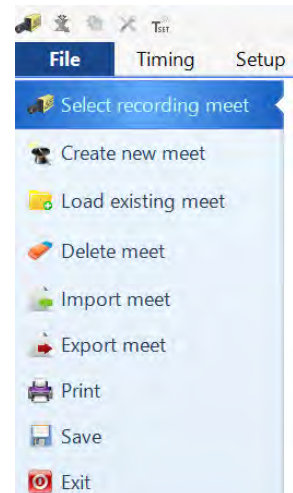 TSET
File Timing Setup
Select recording meet
Create new meet
Load existing meet
Delete meet
Import meet
Export meet
Print
Save
Exit